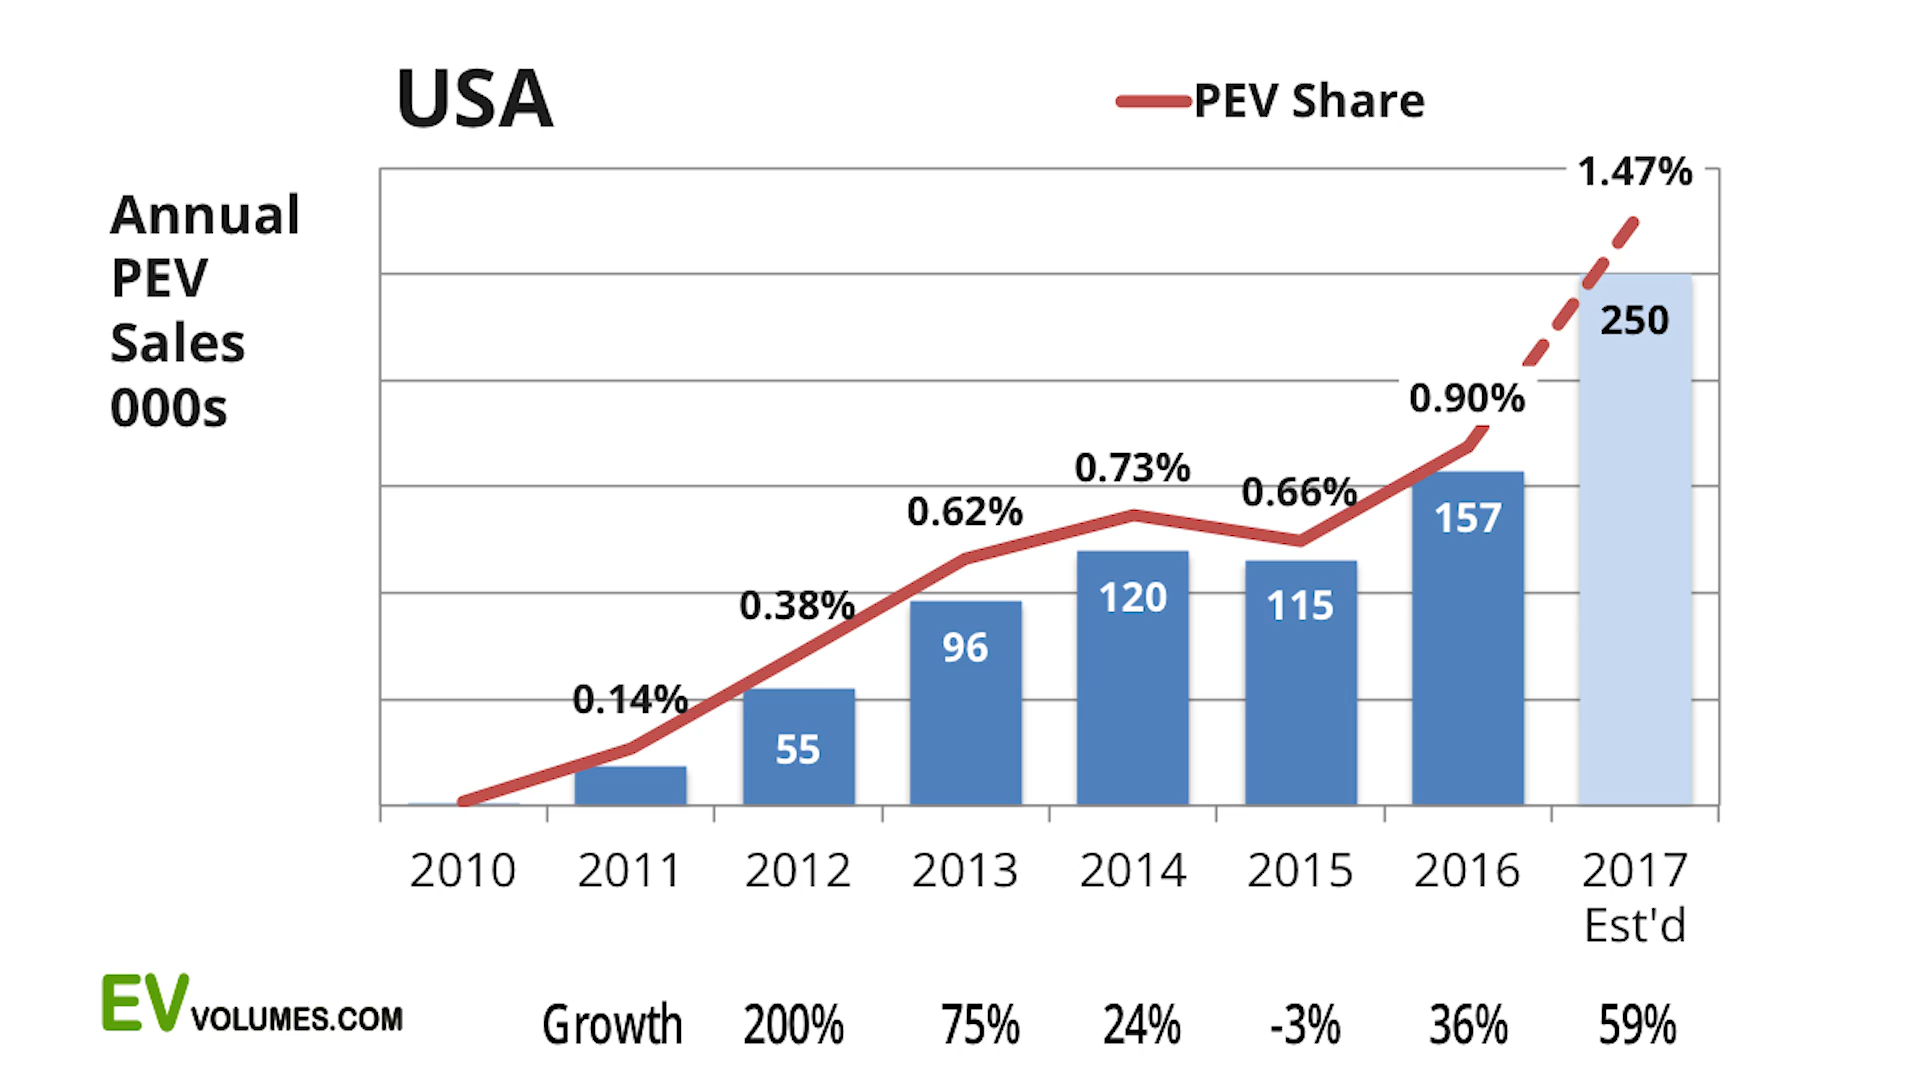 USA
PEV Share
Annual
PEV
Sales
000s
1.47%
250
0.90%
157
0.73%
0.66%
0.62%
120
115
96
0.38%
55
0.14%
2010 2011 2012 2013 2014 2015 2016 2017
Est'd
EVVOLUMES.COM
Growth 200% 75% 24% -3% 36% 59%